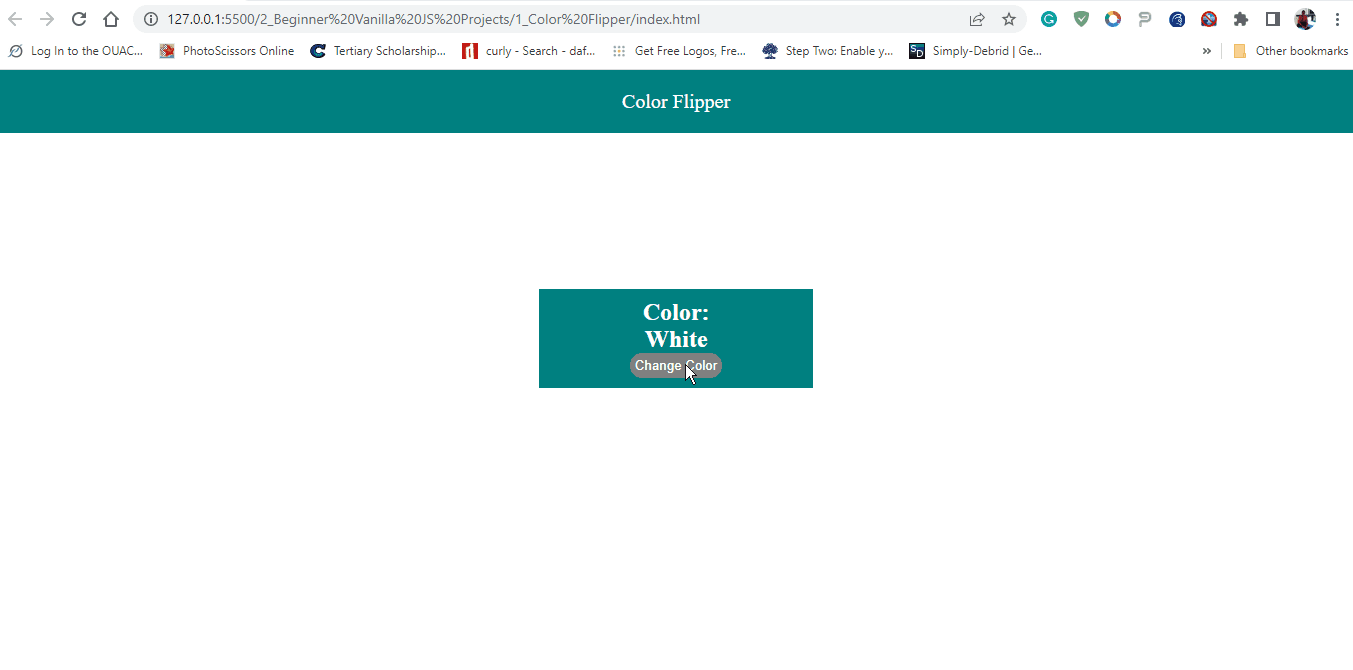 127.0.0.1:5500/2_Beginner%20Vanilla%20JS%20Projects/1_Color%20Flipper/index.html
Log In to the OUAC... PhotoScissors Online Tertiary Scholarship... curly - Search - daf... Get Free Logos, Fre... Step Two: Enable y... SD Simply-Debrid | Ge... » Other bookmarks
Color Flipper
Color:
White
Change Color